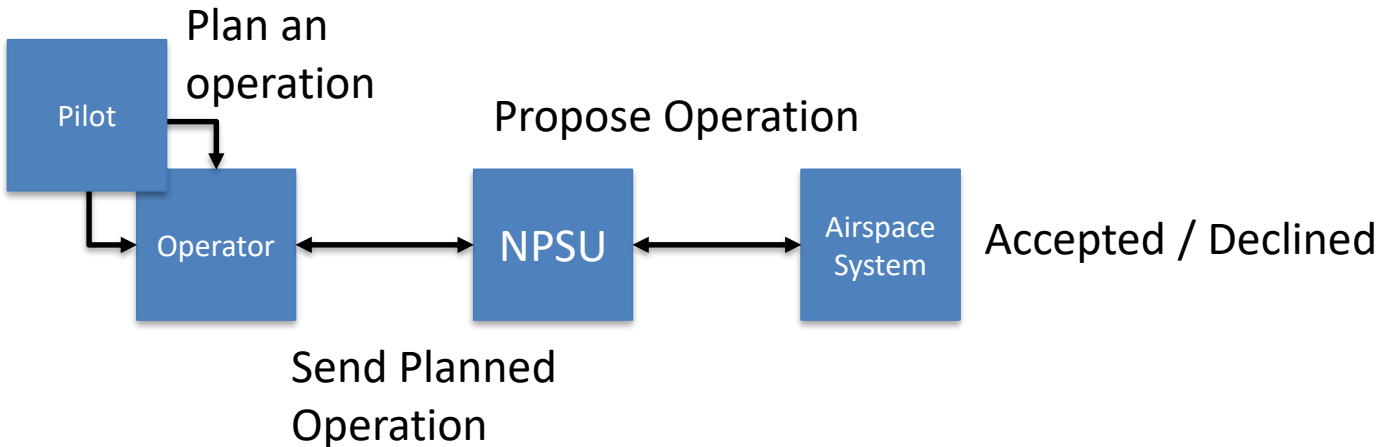 Plan an
operation
Pilot
Propose Operation
Operator
NPSU
Airspace
System
Accepted / Declined
Send Planned
Operation